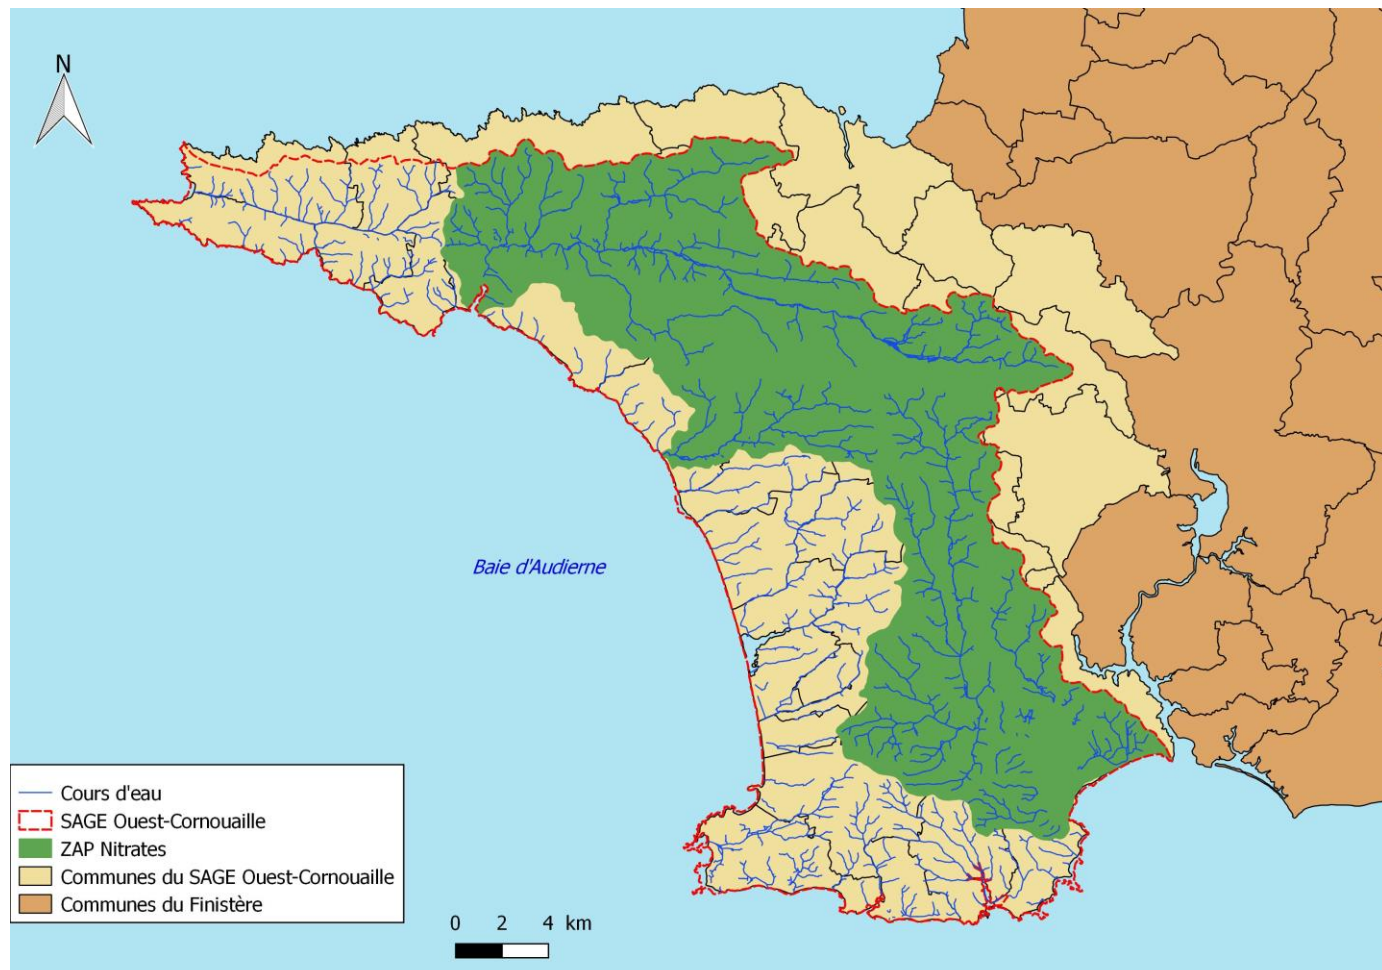 N
Baie d'Audierne
Cours d'eau
SAGE Ouest-Cornouaille
ZAP Nitrates
Communes du SAGE Ouest-Cornouaille
Communes du Finistère
0 2 4 km